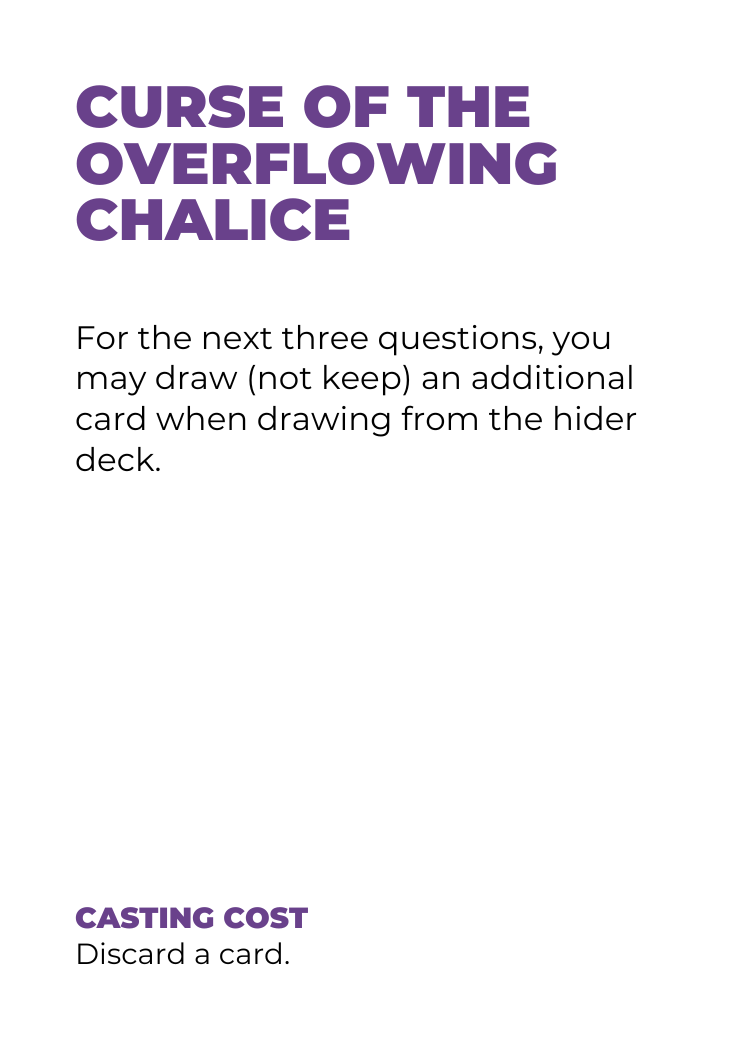 CURSE OF THE
OVERFLOWING
CHALICE
For the next three questions, you
may draw (not keep) an additional
card when drawing from the hider
deck.
CASTING COST
Discard a card.